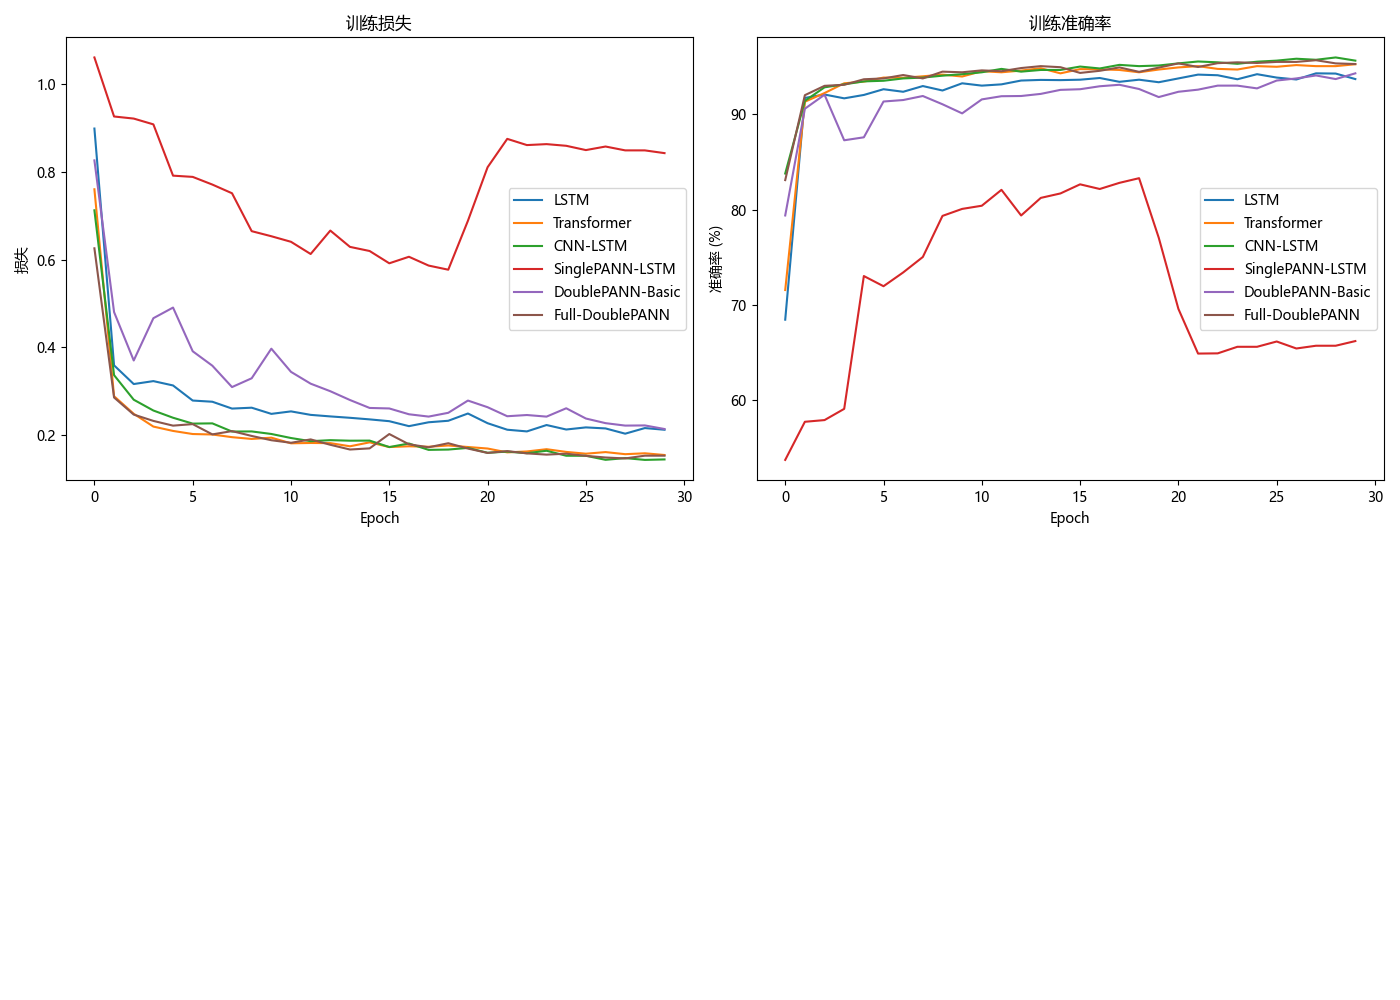 训练损失
1.0
0.8
0.6
0.4
0.2
损失
0
5
10
15
20
25
30
Epoch
LSTM
Transformer
CNN-LSTM
SinglePANN-LSTM
DoublePANN-Basic
Full-DoublePANN
训练准确率
90
80
70
60
准确率 (%)
0
5
10
15
20
25
30
Epoch
LSTM
Transformer
CNN-LSTM
SinglePANN-LSTM
DoublePANN-Basic
Full-DoublePANN